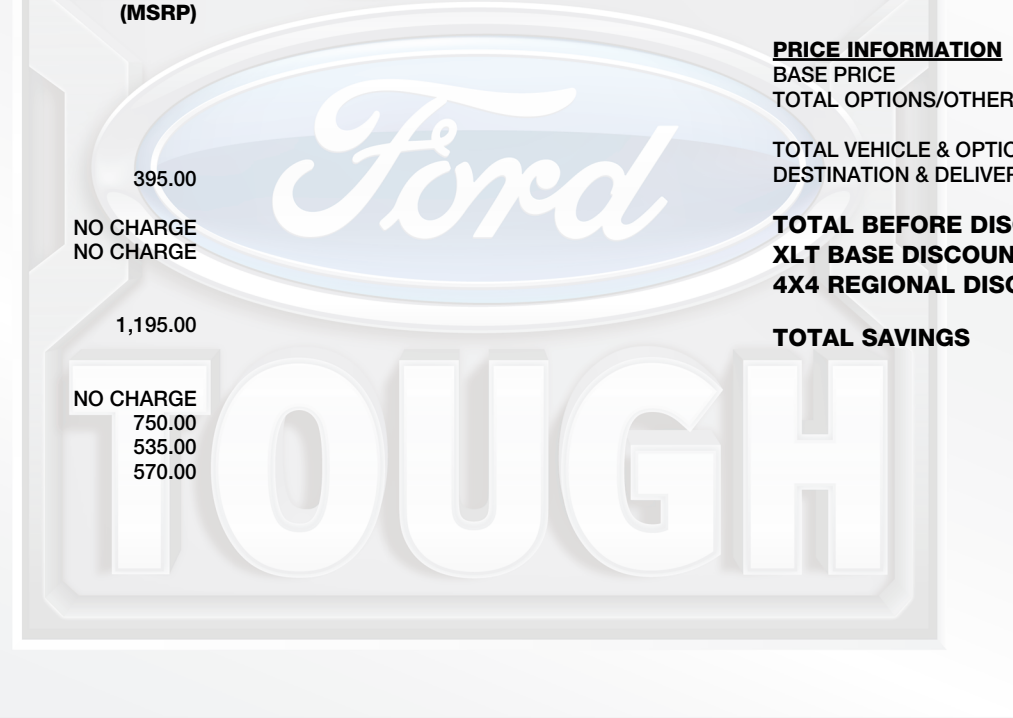 (MSRP)
395.00
NO CHARGE
NO CHARGE
1,195.00
NO CHARGE
750.00
535.00
570.00
PRICE INFORMATION
BASE PRICE
TOTAL OPTIONS/OTHER
TOTAL VEHICLE & OPTIO
DESTINATION & DELIVER
TOTAL BEFORE DIS
XLT BASE DISCOUN
4X4 REGIONAL DISC
TOTAL SAVINGS
Ford
TOUGH